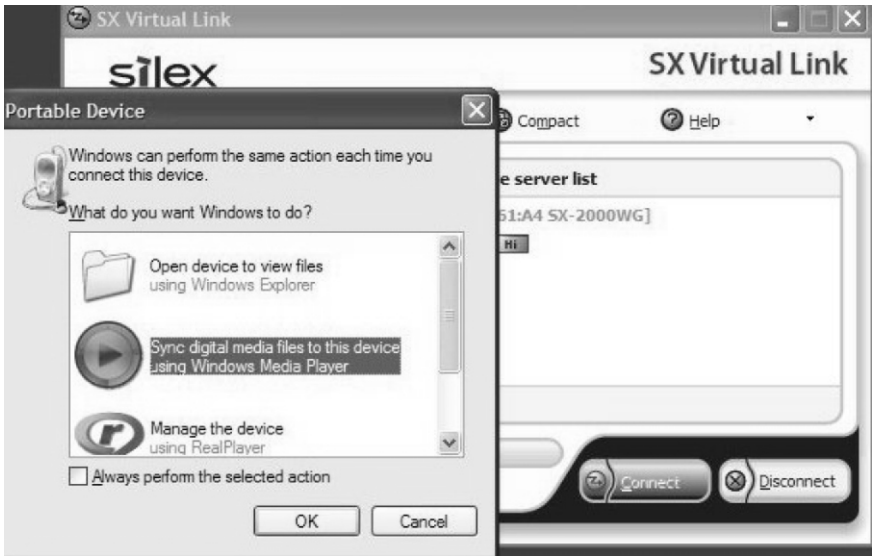 SX Virtual Link
silex
SX Virtual Link
Portable Device
Compact
Help
Windows can perform the same action each time you
connect this device.
What do you want Windows to do?
e server list
51:A4 SX-2000WG]
Hi
Open device to view files
using Windows Explorer
Sync digital media files to this device
using Windows Media Player
Manage the device
using RealPlayer
Always perform the selected action
Connect
Disconnect
OK
Cancel